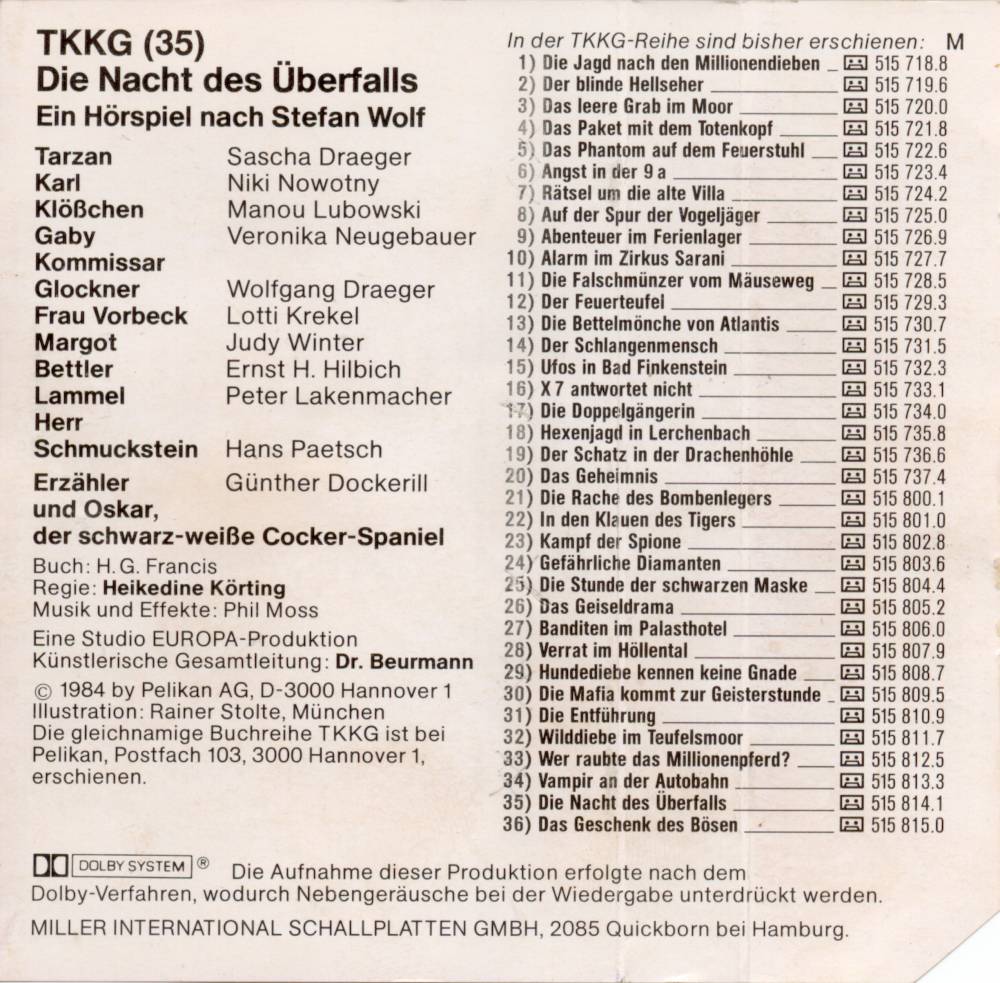 TKKG (35)
Die Nacht des Überfalls
Ein Hörspiel nach Stefan Wolf
Tarzan Sascha Draeger
Karl Niki Nowotny
Klößchen Manou Lubowski
Gaby Veronika Neugebauer
Kommissar
Glockner Wolfgang Draeger
Frau Vorbeck Lotti Krekel
Margot Judy Winter
Bettler Ernst H. Hilbich
Lammel Peter Lakenmacher
Herr
Schmuckstein Hans Paetsch
Erzähler Günther Dockerill
und Oskar,
der schwarz-weiße Cocker-Spaniel
Buch: H. G. Francis
Regie: Heikedine Körting
Musik und Effekte: Phil Moss
Eine Studio EUROPA-Produktion
Künstlerische Gesamtleitung: Dr. Beurmann
© 1984 by Pelikan AG, D-3000 Hannover 1
Illustration: Rainer Stolte, München
Die gleichnamige Buchreihe TKKG ist bei
Pelikan, Postfach 103, 3000 Hannover 1,
erschienen.
In der TKKG-Reihe sind bisher erschienen: M
1) Die Jagd nach den Millionendieben 515 718.8
2) Der blinde Hellseher 515 719.6
3) Das leere Grab im Moor 515 720.0
4) Das Paket mit dem Totenkopf 515 721.8
5) Das Phantom auf dem Feuerstuhl 515 722.6
6) Angst in der 9 a 515 723.4
7) Rätsel um die alte Villa 515 724.2
8) Auf der Spur der Vogeljäger 515 725.0
9) Abenteuer im Ferienlager 515 726.9
10) Alarm im Zirkus Sarani 515 727.7
11) Die Falschmünzer vom Mäuseweg 515 728.5
12) Der Feuerteufel 515 729.3
13) Die Bettelmönche von Atlantis 515 730.7
14) Der Schlangenmensch 515 731.5
15) Ufos in Bad Finkenstein 515 732.3
16) X 7 antwortet nicht 515 733.1
17) Die Doppelgängerin 515 734.0
18) Hexenjagd in Lerchenbach 515 735.8
19) Der Schatz in der Drachenhöhle 515 736.6
20) Das Geheimnis 515 737.4
21) Die Rache des Bombenlegers 515 800.1
22) In den Klauen des Tigers 515 801.0
23) Kampf der Spione 515 802.8
24) Gefährliche Diamanten 515 803.6
25) Die Stunde der schwarzen Maske 515 804.4
26) Das Geiseldrama 515 805.2
27) Banditen im Palasthotel 515 806.0
28) Verrat im Höllental 515 807.9
29) Hundediebe kennen keine Gnade 515 808.7
30) Die Mafia kommt zur Geisterstunde 515 809.5
31) Die Entführung 515 810.9
32) Wilddiebe im Teufelsmoor 515 811.7
33) Wer raubte das Millionenpferd? 515 812.5
34) Vampir an der Autobahn 515 813.3
35) Die Nacht des Überfalls 515 814.1
36) Das Geschenk des Bösen 515 815.0
DOLBY SYSTEM ® Die Aufnahme dieser Produktion erfolgte nach dem
Dolby-Verfahren, wodurch Nebengeräusche bei der Wiedergabe unterdrückt werden.
MILLER INTERNATIONAL SCHALLPLATTEN GMBH, 2085 Quickborn bei Hamburg.